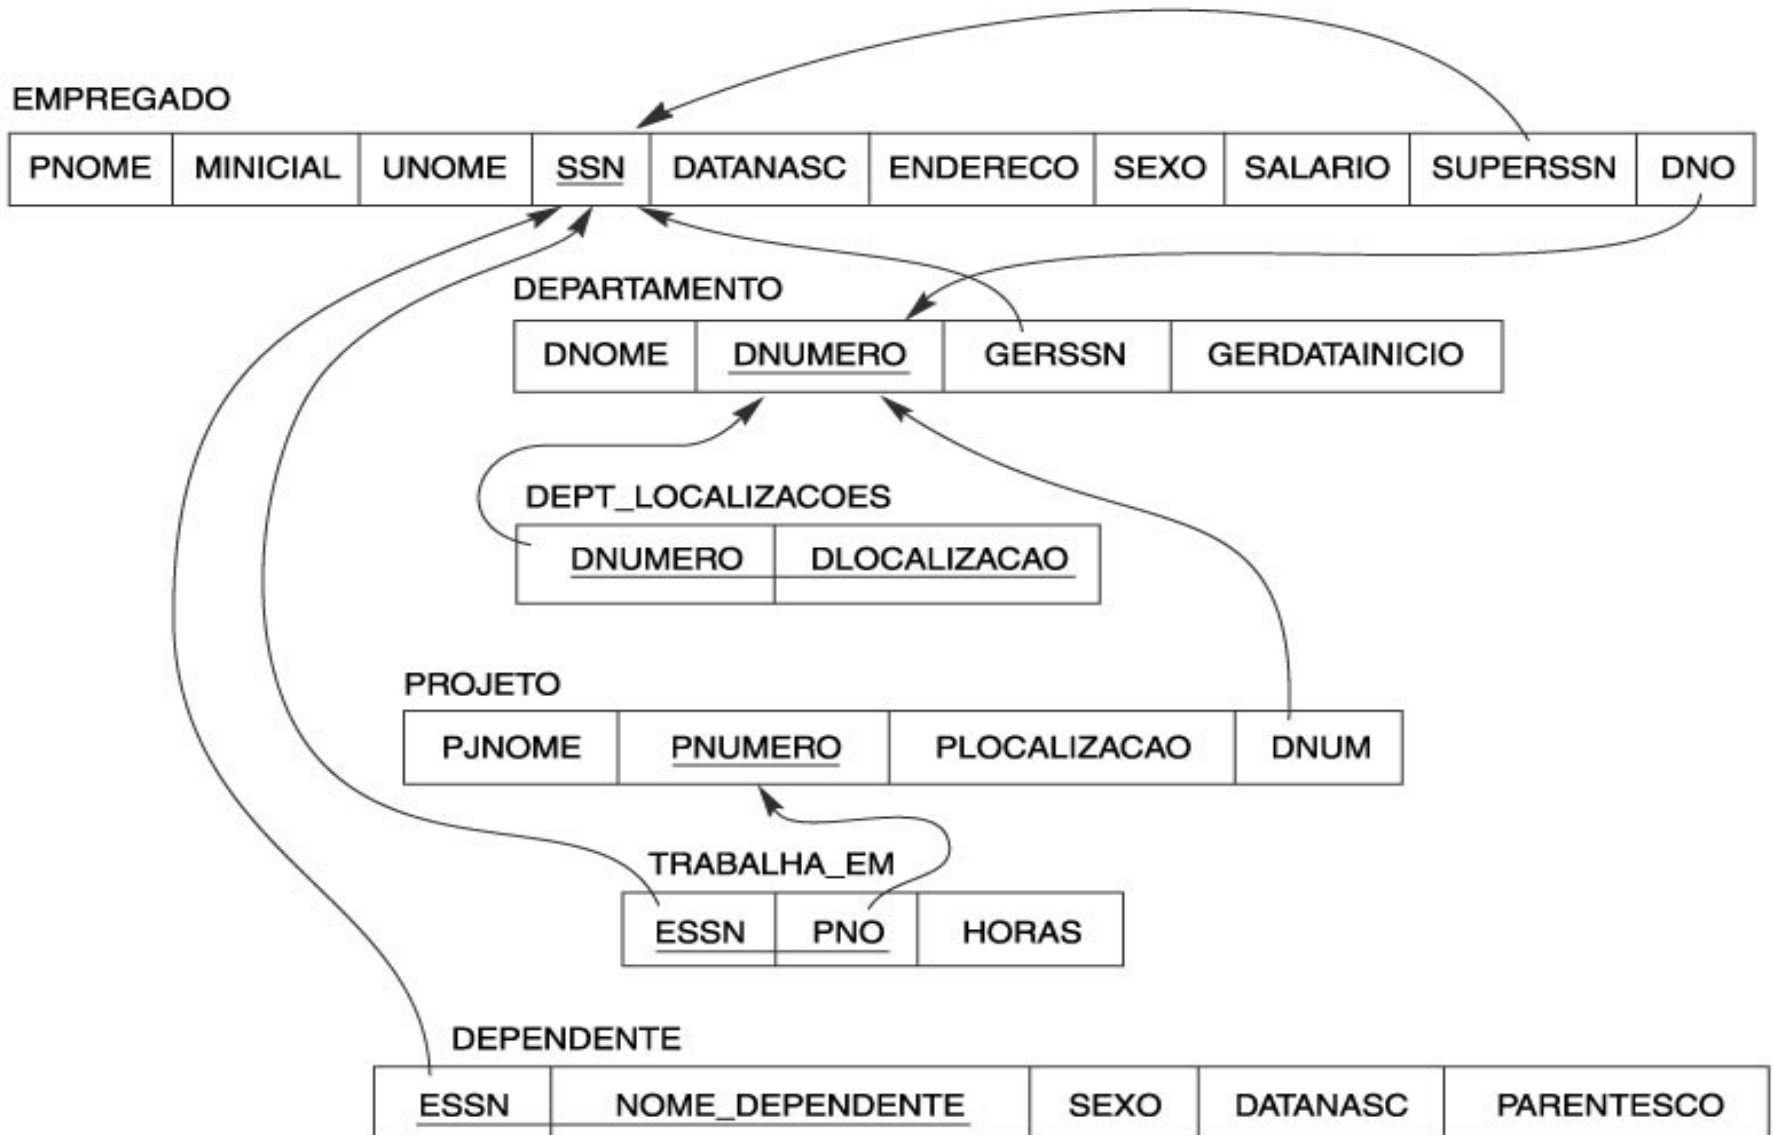 EMPREGADO
PNOME MINICIAL UNOME SSN DATANASC ENDERECO SEXO SALARIO SUPERSSN DNO
DEPARTAMENTO
DNOME DNUMERO GERSSN GERDATAINICIO
DEPT_LOCALIZACOES
DNUMERO DLOCALIZACAO
PROJETO
PJNOME PNUMERO PLOCALIZACAO DNUM
TRABALHA_EM
ESSN PNO HORAS
DEPENDENTE
ESSN NOME_DEPENDENTE SEXO DATANASC PARENTESCO